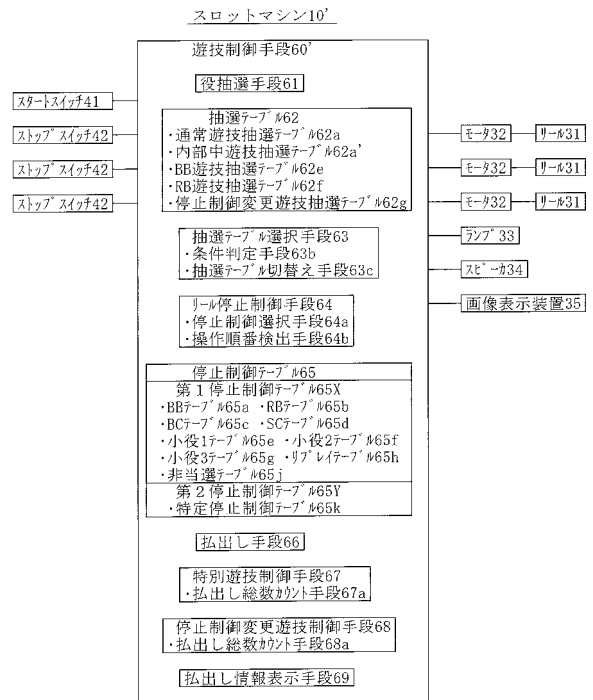 スロットマシン10'
遊技制御手段60'
役抽選手段61
スタートスイッチ41
ストップスイッチ42
ストップスイッチ42
ストップスイッチ42
抽選テーブル62
・通常遊技抽選テーブル62a
・内部中遊技抽選テーブル62a'
・BB遊技抽選テーブル62e
・RB遊技抽選テーブル62f
・停止制御変更遊技抽選テーブル62g
モータ32 リール31
モータ32 リール31
モータ32 リール31
ランプ33
スピーカ34
画像表示装置35
抽選テーブル選択手段63
・条件判定手段63b
・抽選テーブル切替え手段63c
リール停止制御手段64
・停止制御選択手段64a
・操作順番検出手段64b
停止制御テーブル65
第1停止制御テーブル65X
・BBテーブル65a ・RBテーブル65b
・BCテーブル65c ・SCテーブル65d
・小役1テーブル65e ・小役2テーブル65f
・小役3テーブル65g ・リプレイテーブル65h
・非当選テーブル65j
第2停止制御テーブル65Y
・特定停止制御テーブル65k
払出し手段66
特別遊技制御手段67
・払出し総数カウント手段67a
停止制御変更遊技制御手段68
・払出し総数カウント手段68a
払出し情報表示手段69